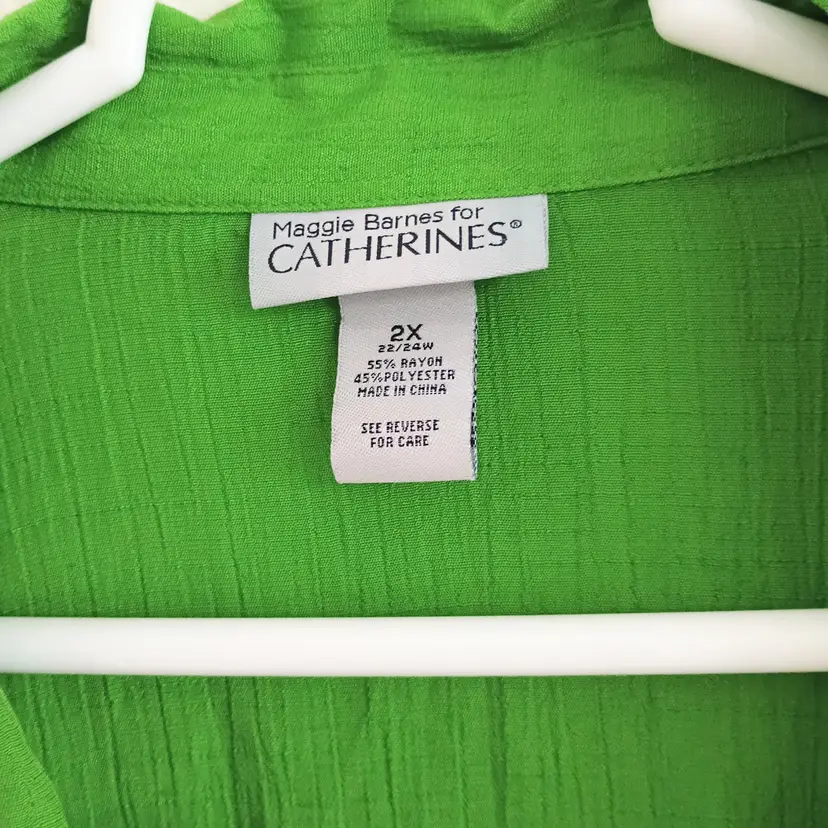 Maggie Barnes for
CATHERINES®
2X
22/24W
55% RAYON
45%POLYESTER
MADE IN CHINA
SEE REVERSE
FOR CARE